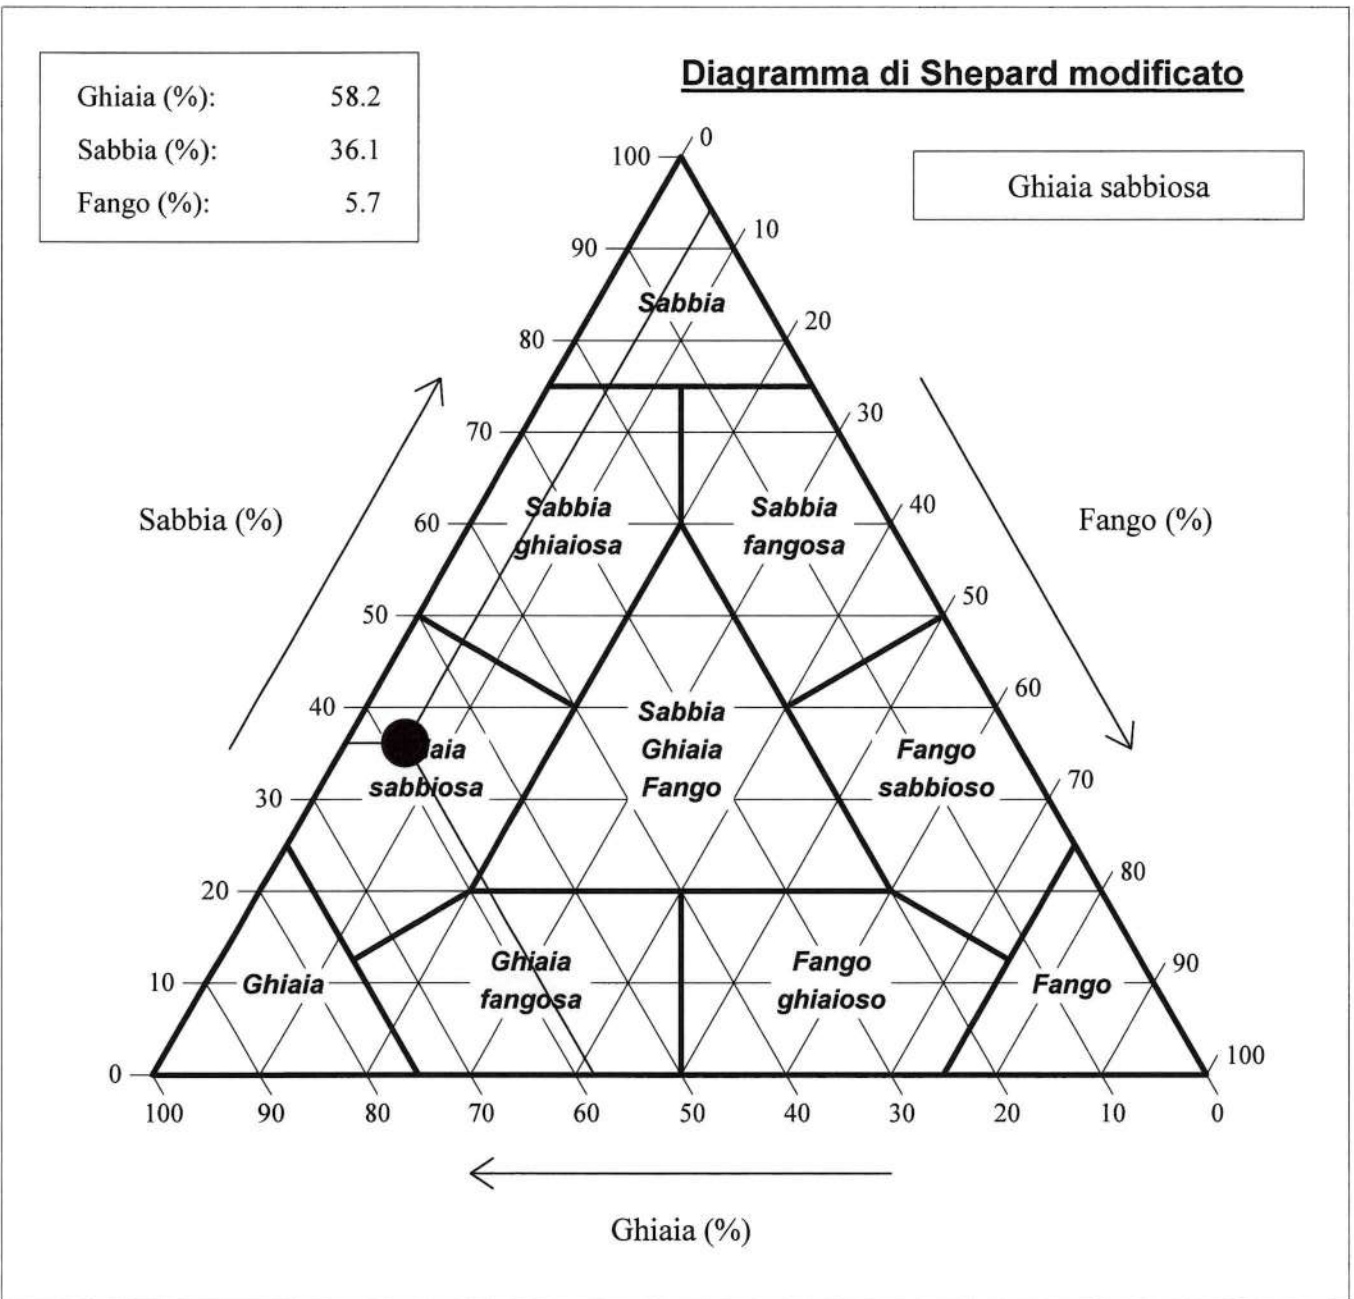 Ghiaia (%): 58.2
Sabbia (%): 36.1
Fango (%): 5.7
Diagramma di Shepard modificato
Ghiaia sabbiosa
100
0
90
10
Sabbia
80
20
70
30
Sabbia (%)
60
Sabbia
ghiaiosa
Sabbia
fangosa
40
Fango (%)
50
50
40
Sabbia
Ghiaia
Fango
60
iaia
sabbiosa
Fango
sabbioso
30
70
20
80
10
Ghiaia
Ghiaia
fangosa
Fango
ghiaioso
Fango
90
0
100
100 90 80 70 60 50 40 30 20 10 0
Ghiaia (%)